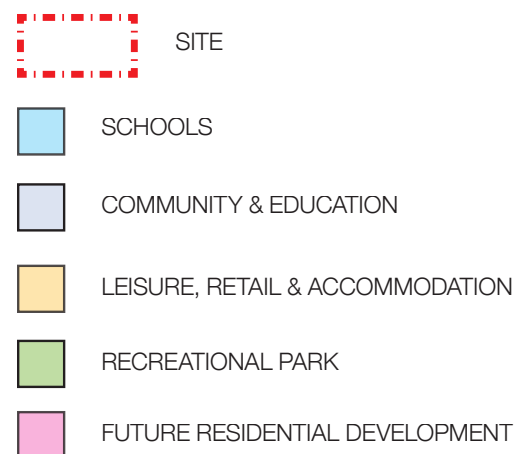 SITE
SCHOOLS
COMMUNITY & EDUCATION
LEISURE, RETAIL & ACCOMMODATION
RECREATIONAL PARK
FUTURE RESIDENTIAL DEVELOPMENT